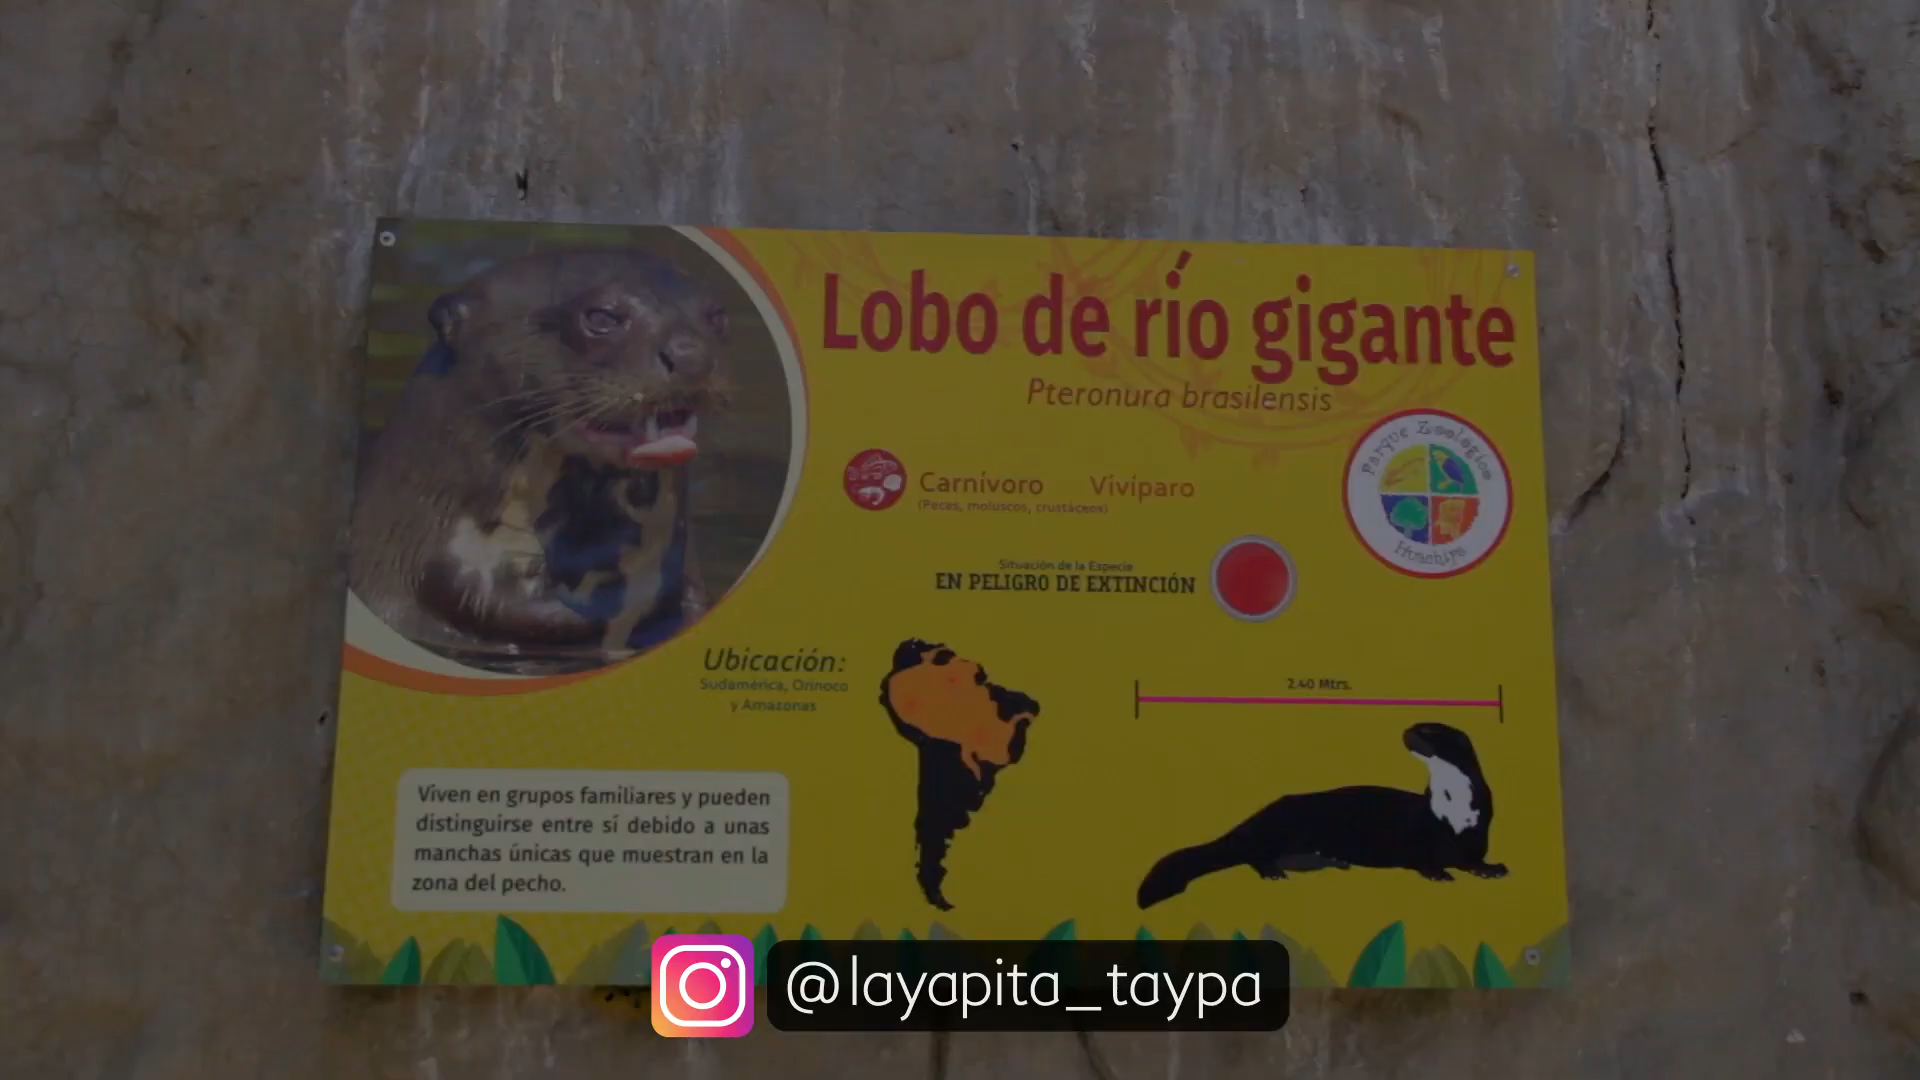 Lobo de río gigante
Pteronura brasilensis
Parque Zoologico
Huachipa
Carnívoro
Vivíparo
(Peces, moluscos, crustáceos)
Situación de la Especie
EN PELIGRO DE EXTINCIÓN
Ubicación:
Sudamérica, Orinoco
y Amazonas
2.40 Mtrs.
Viven en grupos familiares y pueden
distinguirse entre sí debido a unas
manchas únicas que muestran en la
zona del pecho.
@layapita_taypa